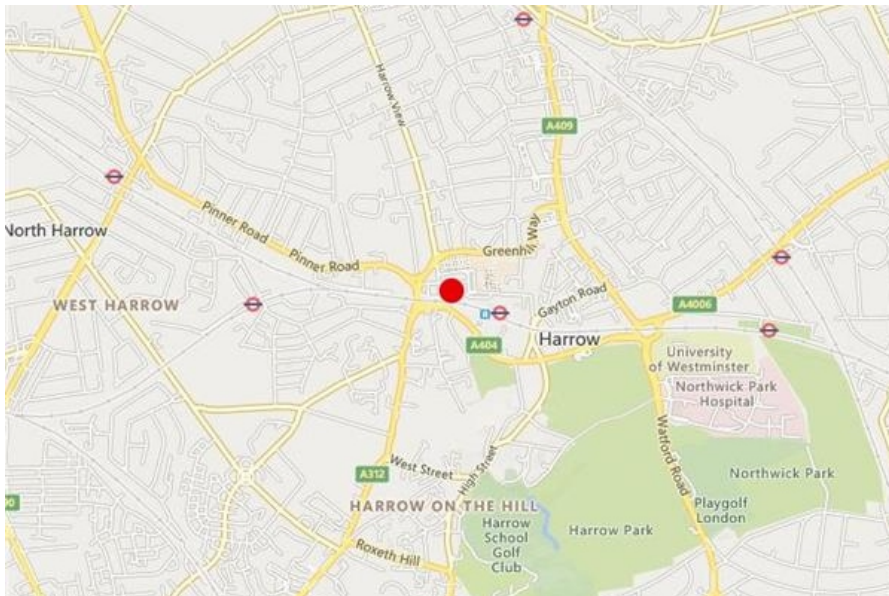 Harrow View
A409
Pinner Road
North Harrow
Pinner Road
Greenhill Way
WEST HARROW
Gayton Road
A4006
A404
Harrow
University
of Westminster
Northwick Park
Hospital
West Street
High Street
A312
Watford Road
Northwick Park
HARROW ON THE HILL
Playgolf
London
Harrow
School
Golf
Club
Harrow Park
Roxeth Hill